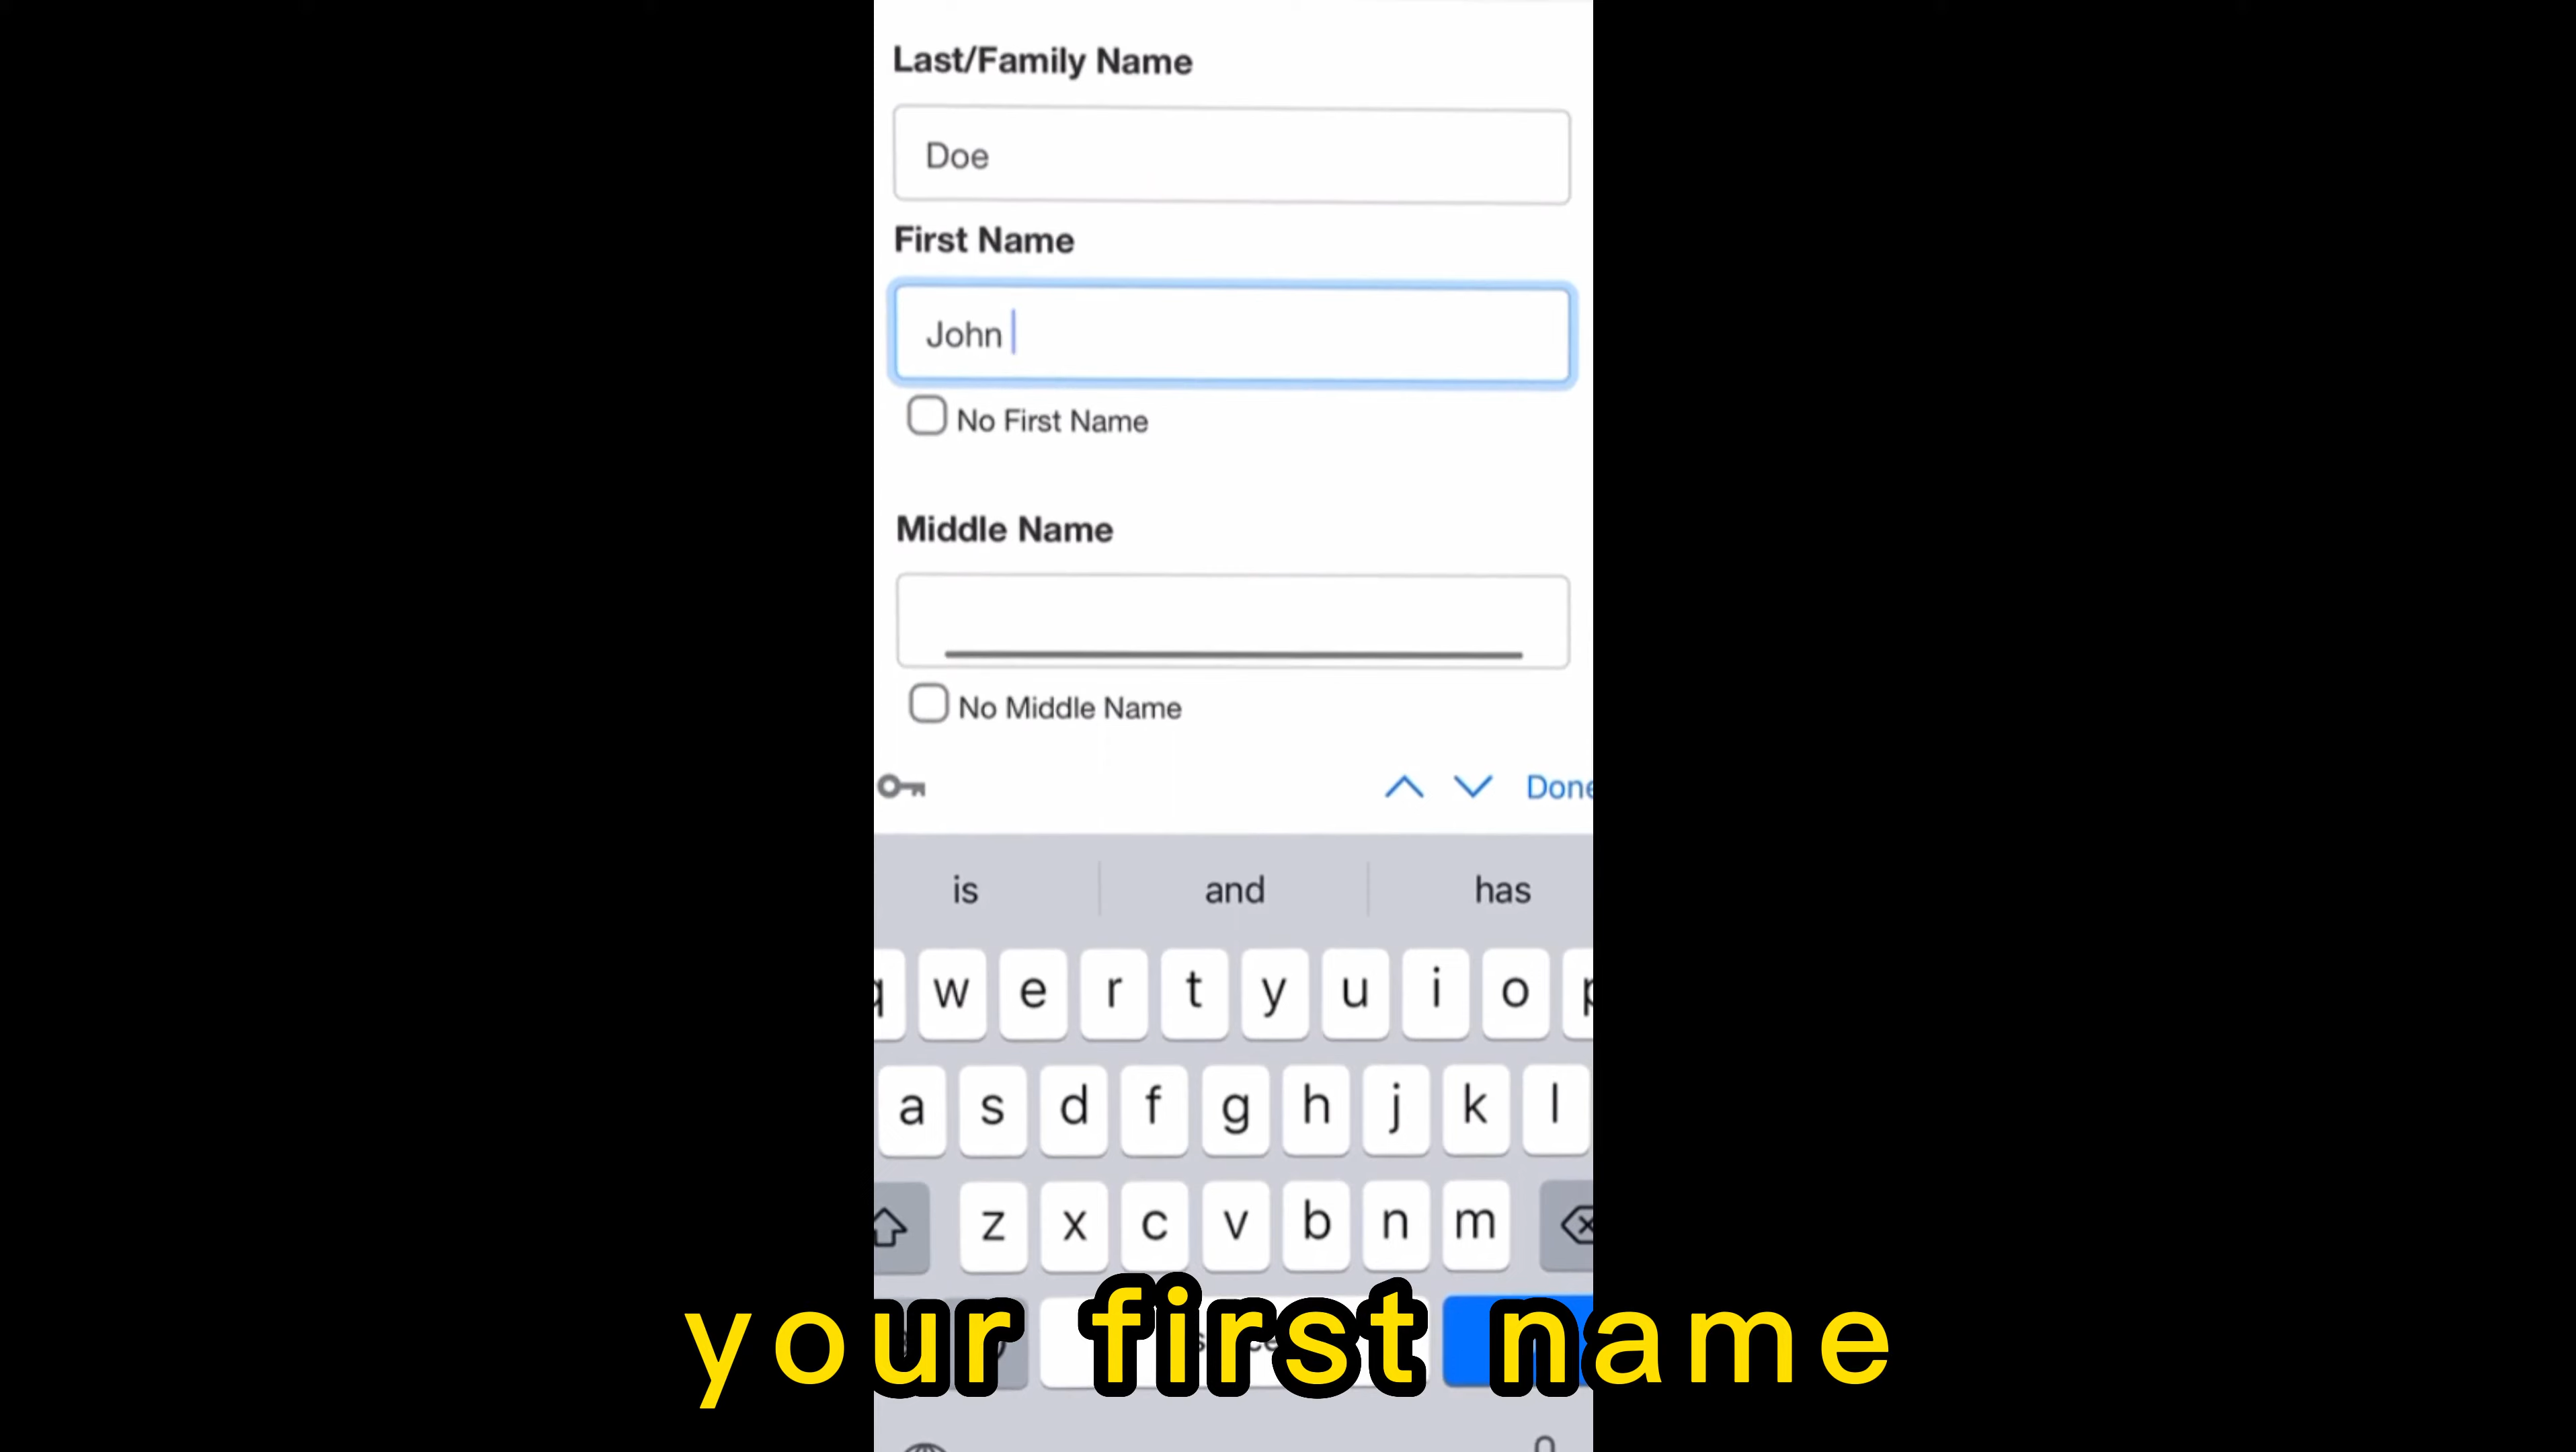 Last/Family Name
Doe
First Name
John
No First Name
Middle Name
No Middle Name
Done
is and has
q w e r t y u i o p
a s d f g h j k l
z x c v b n m
your first name